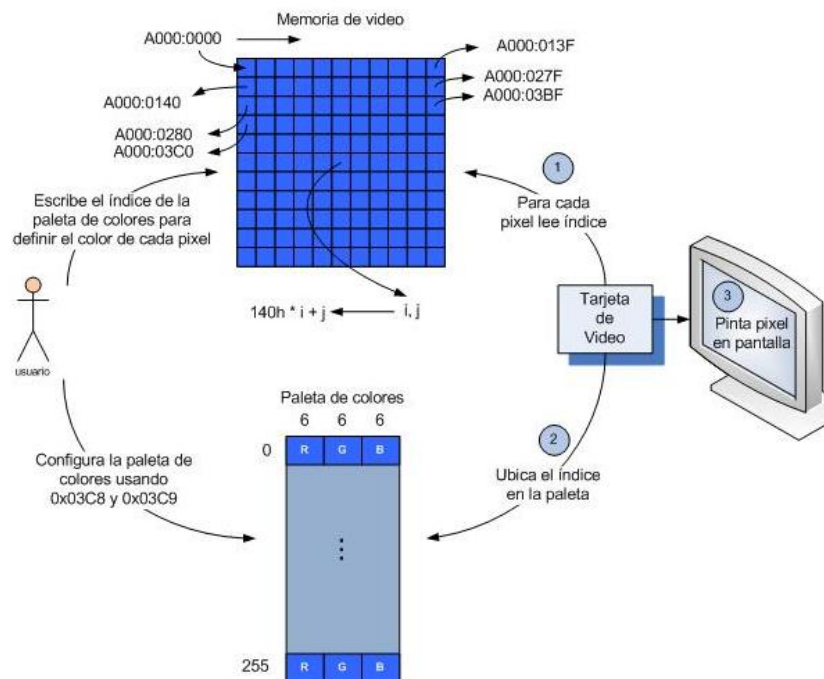 Memoria de video
A000:0000
A000:013F
A000:027F
A000:03BF
A000:0140
A000:0280
A000:03C0
Escribe el índice de la
paleta de colores para
definir el color de cada pixel
1
Para cada
pixel lee índice
140h * i + j
i, j
usuario
Tarjeta
de
Video
3
Pinta pixel
en pantalla
Paleta de colores
6 6 6
0 R G B
Configura la paleta de
colores usando
0x03C8 y 0x03C9
2
Ubica el índice
en la paleta
255 R G B